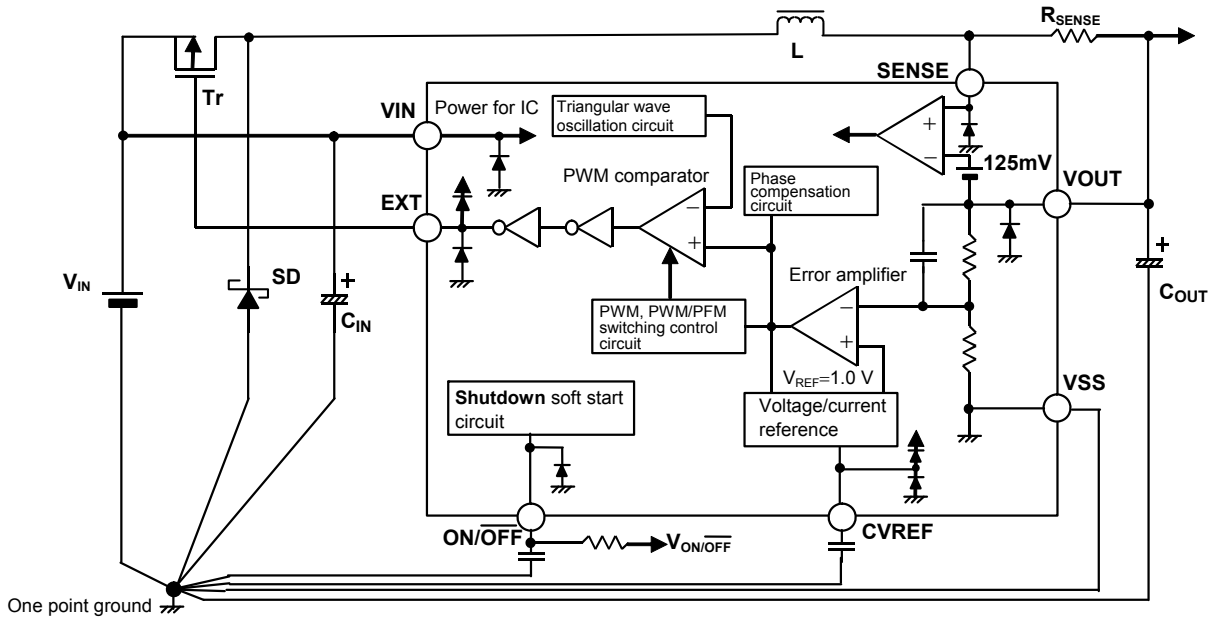 RSENSE
L
SENSE
Tr
VIN
Power for IC
Triangular wave
oscillation circuit
+
−
125mV
PWM comparator
Phase
compensation
circuit
VOUT
EXT
−
+
+
VIN
SD
+
CIN
Error amplifier
COUT
−
+
PWM, PWM/PFM
switching control
circuit
VREF=1.0 V
VSS
Shutdown soft start
circuit
Voltage/current
reference
ON/OFF
VON/OFF
CVREF
One point ground